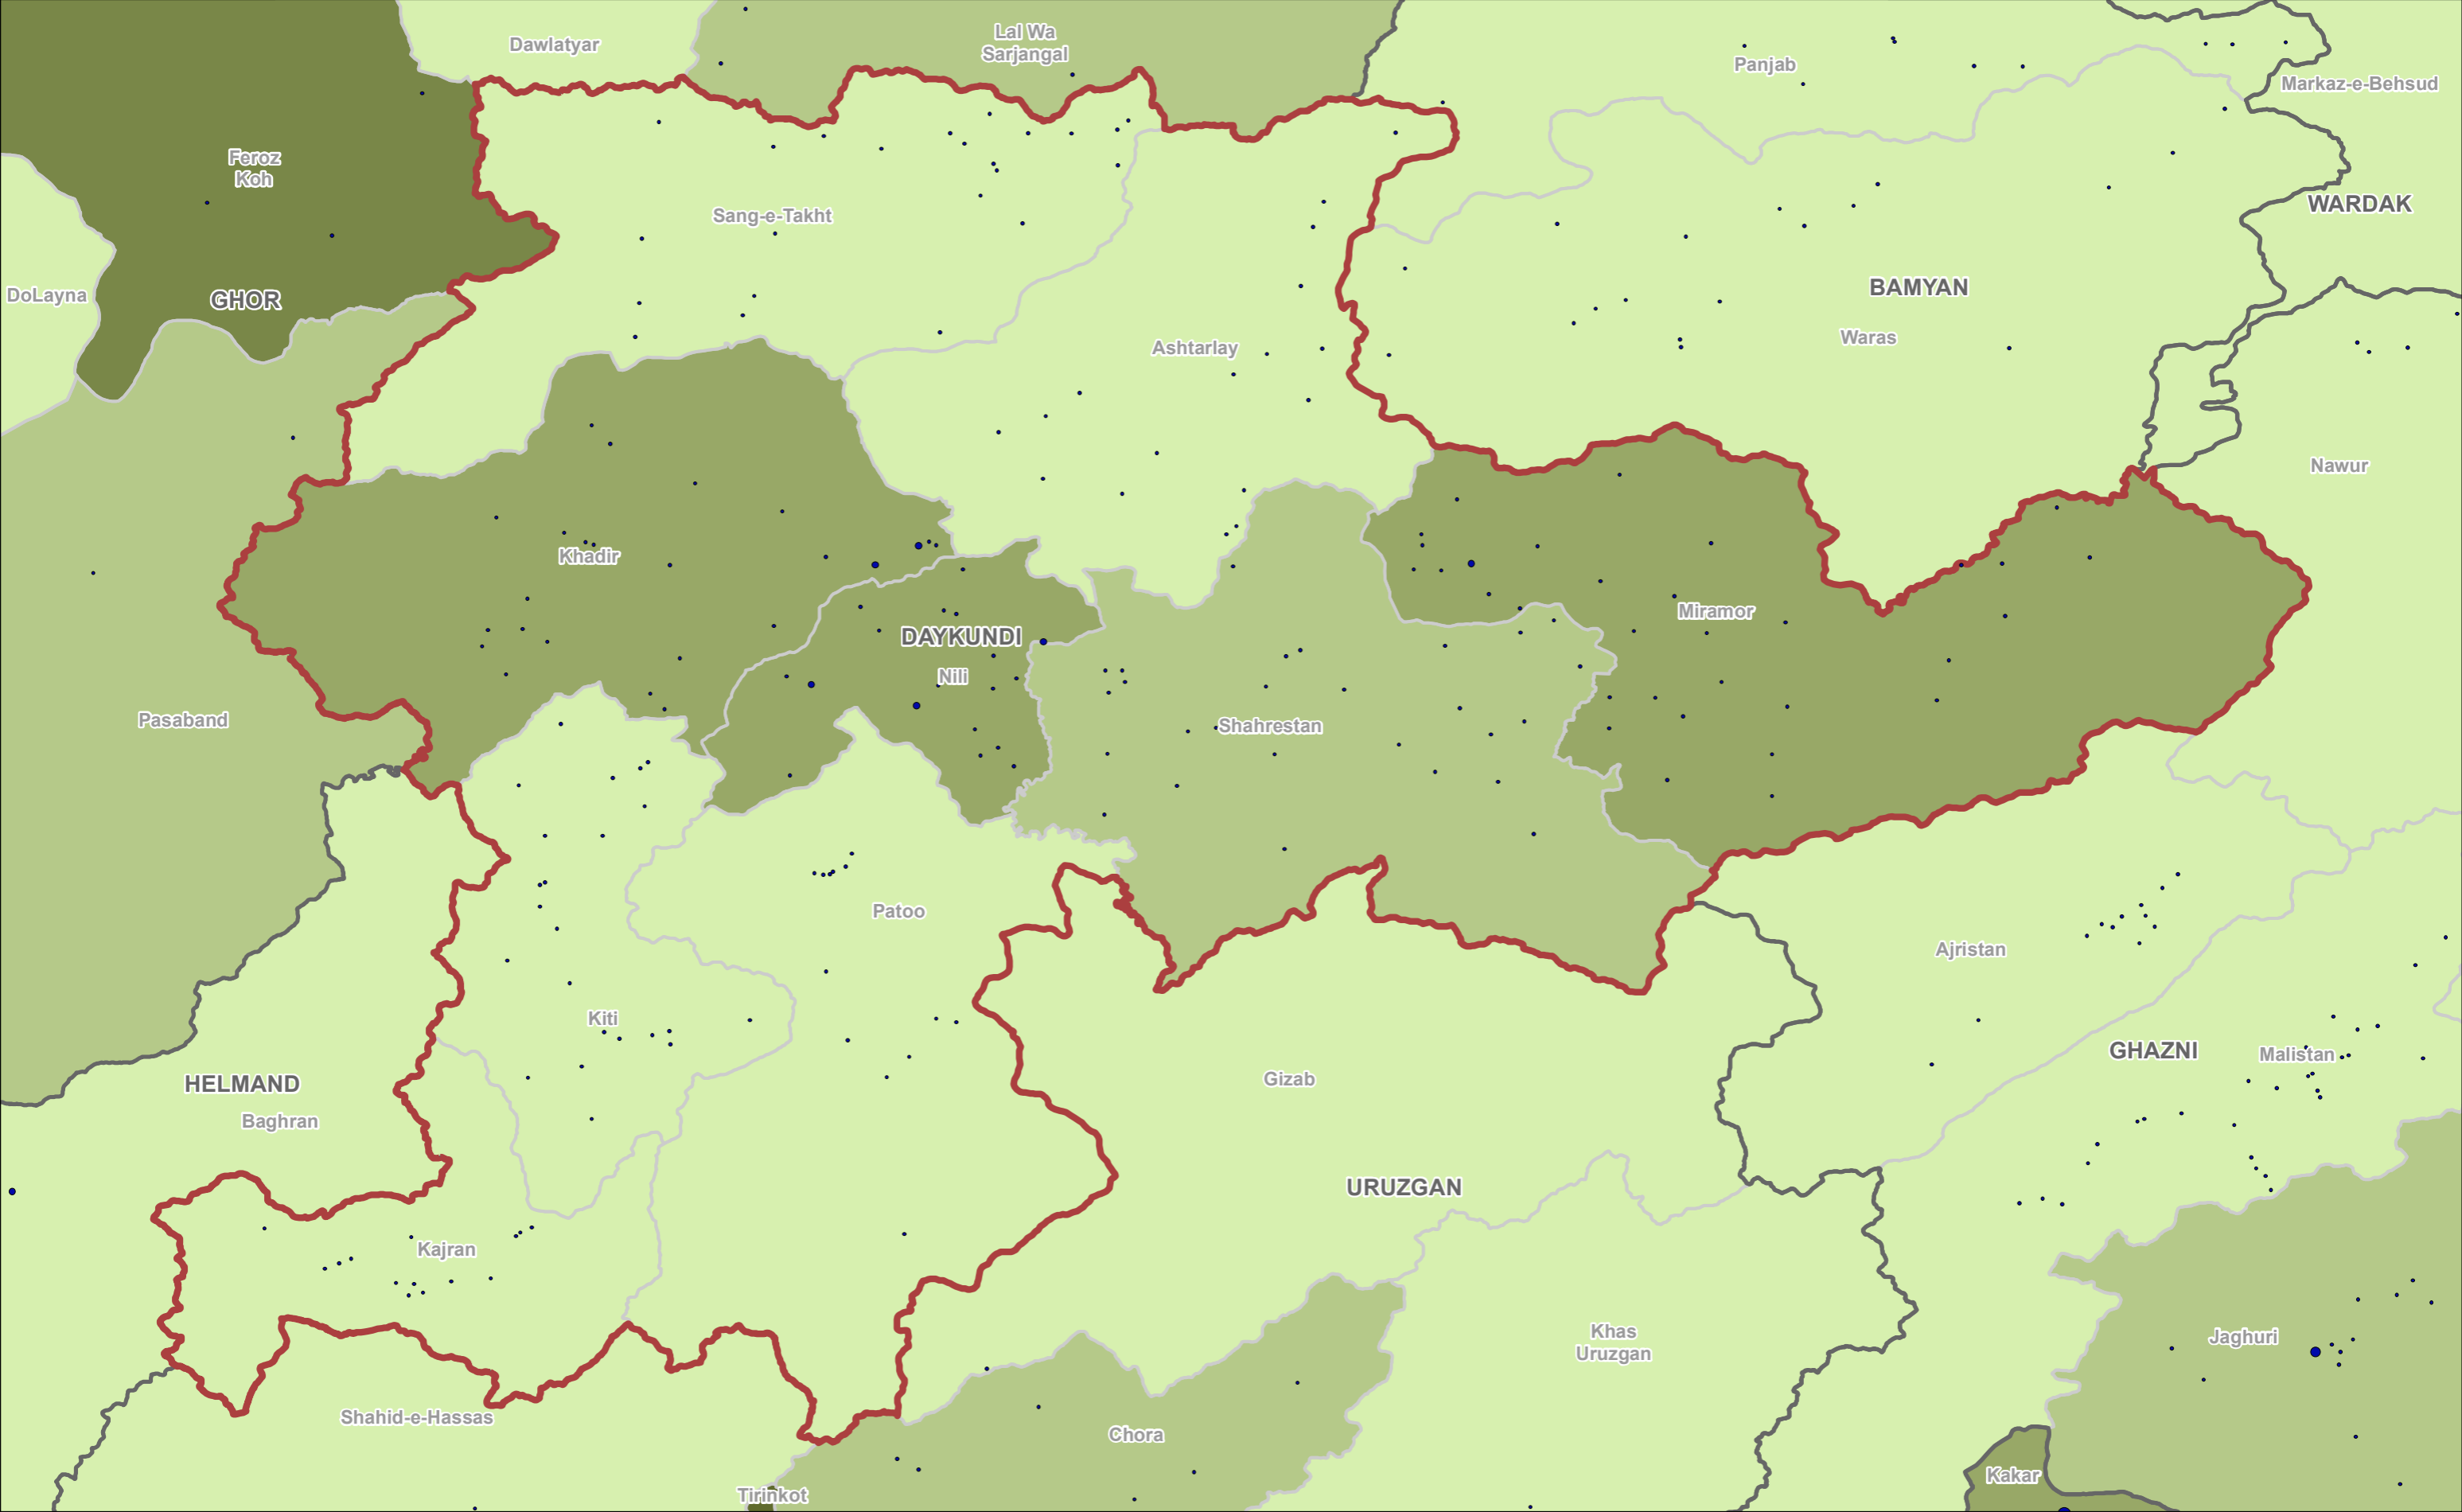 Dawlatyar
Lal Wa
Sarjangal
Panjab
Markaz-e-Behsud
Feroz
Koh
Sang-e-Takht
WARDAK
DoLayna
GHOR
BAMYAN
Waras
Ashtarlay
Nawur
Khadir
Miramor
DAYKUNDI
Nili
Pasaband
Shahrestan
Patoo
Ajristan
Kiti
GHAZNI
Malistan
HELMAND
Gizab
Baghran
URUZGAN
Kajran
Khas
Uruzgan
Jaghuri
Shahid-e-Hassas
Chora
Kakar
Tirinkot